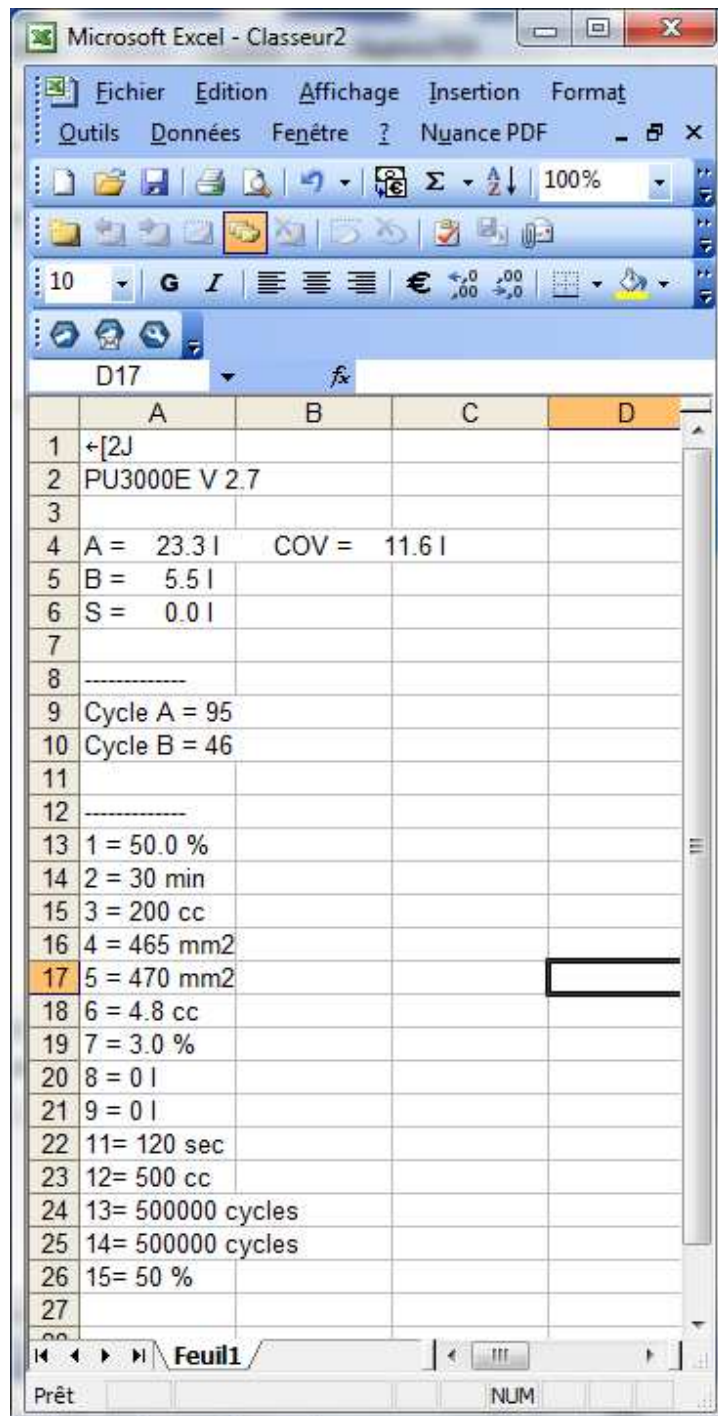 Microsoft Excel - Classeur2
Fichier Edition Affichage Insertion Format
Outils Données Fenêtre ? Nuance PDF
Σ A Z 100%
10 G I € ,0 ,00 ,00 ,0
D17 fx
A B C D
1 ←[2J
2 PU3000E V 2.7
3
4 A = 23.3 l COV = 11.6 l
5 B = 5.5 l
6 S = 0.0 l
7
8 -------------
9 Cycle A = 95
10 Cycle B = 46
11
12 -------------
13 1 = 50.0 %
14 2 = 30 min
15 3 = 200 cc
16 4 = 465 mm2
17 5 = 470 mm2
18 6 = 4.8 cc
19 7 = 3.0 %
20 8 = 0 l
21 9 = 0 l
22 11= 120 sec
23 12= 500 cc
24 13= 500000 cycles
25 14= 500000 cycles
26 15= 50 %
27
Feuil1
Prêt NUM